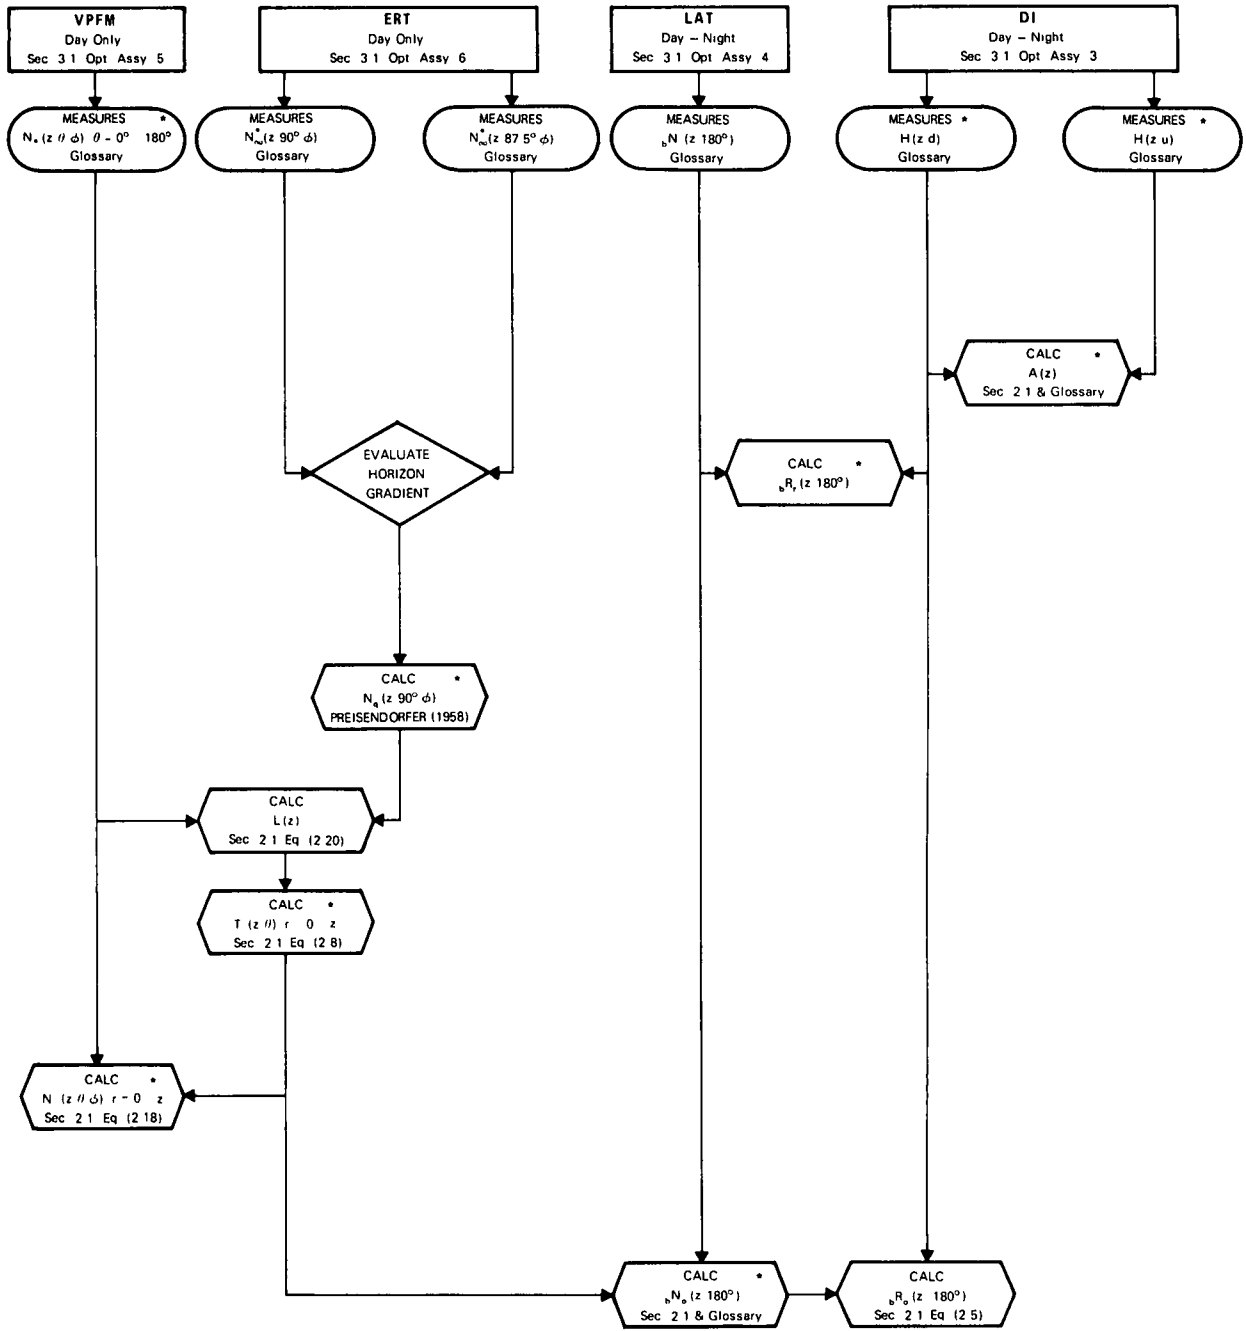 VPFM
Day Only
Sec 3 1 Opt Assy 5
ERT
Day Only
Sec 3 1 Opt Assy 6
LAT
Day – Night
Sec 3 1 Opt Assy 4
DI
Day – Night
Sec 3 1 Opt Assy 3
MEASURES *
N* (z θ φ) θ - 0° 180°
Glossary
MEASURES
(z 90° φ)
Glossary
MEASURES
(z 87 5° φ)
Glossary
MEASURES
bN (z 180°)
Glossary
MEASURES *
H(z d)
Glossary
MEASURES *
H(z u)
Glossary
CALC *
A(z)
Sec 2 1 & Glossary
EVALUATE
HORIZON
GRADIENT
CALC *
bRr (z 180°)
CALC *
Nq (z 90° φ)
PREISENDORFER (1958)
CALC
L(z)
Sec 2 1 Eq (2 20)
CALC *
T (z θ) r 0 z
Sec 2 1 Eq (2 8)
CALC *
N (z θ φ) r - 0 z
Sec 2 1 Eq (2 18)
CALC *
bNo (z 180°)
Sec 2 1 & Glossary
CALC
bRo (z 180°)
Sec 2 1 Eq (2 5)